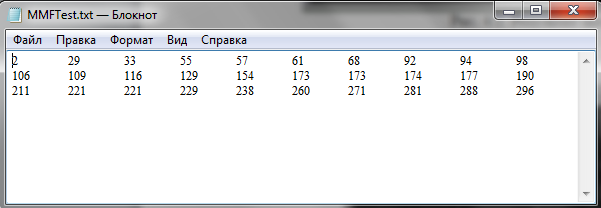 MMFTest.txt — Блокнот
Файл Правка Формат Вид Справка
2 29 33 55 57 61 68 92 94 98
106 109 116 129 154 173 173 174 177 190
211 221 221 229 238 260 271 281 288 296